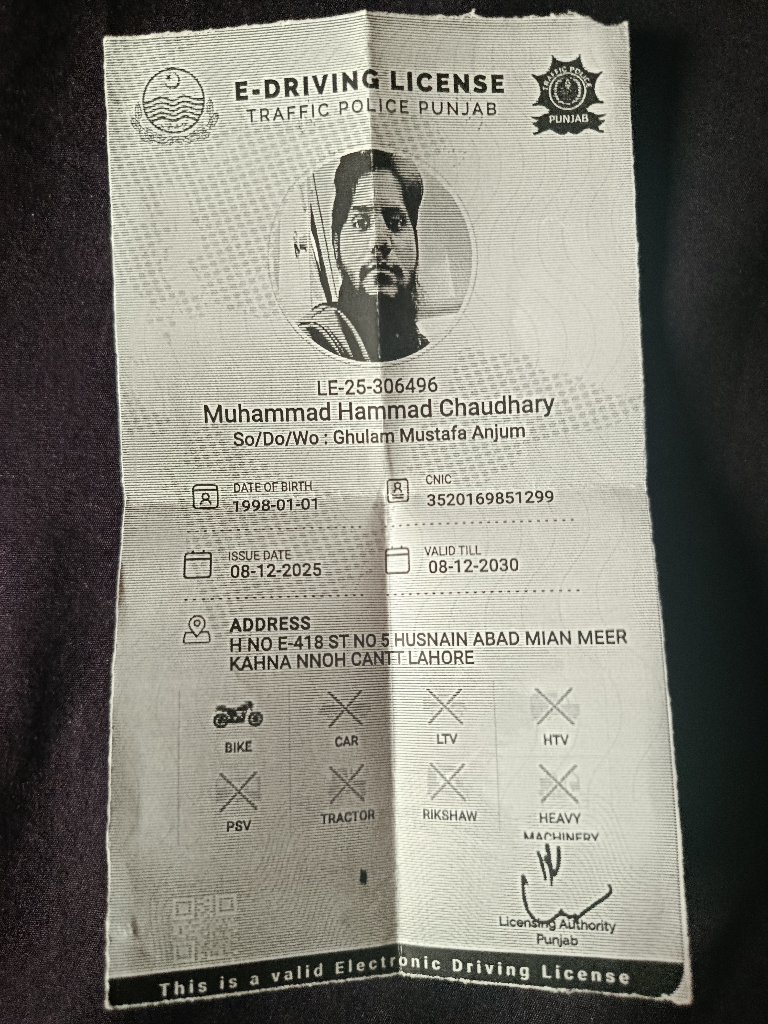 E-DRIVING LICENSE
TRAFFIC POLICE PUNJAB
TRAFFIC POLICE
PUNJAB
LE-25-306496
Muhammad Hammad Chaudhary
So/Do/Wo : Ghulam Mustafa Anjum
DATE OF BIRTH
1998-01-01
CNIC
3520169851299
ISSUE DATE
08-12-2025
VALID TILL
08-12-2030
ADDRESS
H NO E-418 ST NO 5 HUSNAIN ABAD MIAN MEER
KAHNA NNOH CANTT LAHORE
BIKE
CAR
LTV
HTV
PSV
TRACTOR
RIKSHAW
HEAVY
MACHINERY
Licensing Authority
Punjab
This is a valid Electronic Driving License